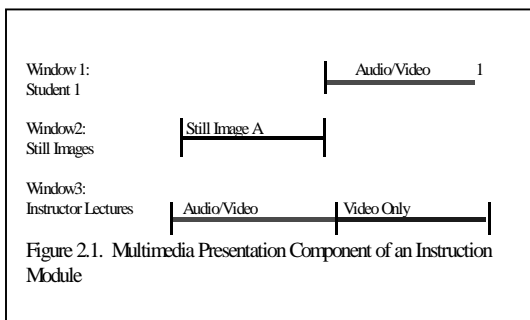 Window 1: Audio/Video 1
Student 1
Window2: Still Image A
Still Images
Window3:
Instructor Lectures Audio/Video Video Only
Figure 2.1. Multimedia Presentation Component of an Instruction
Module